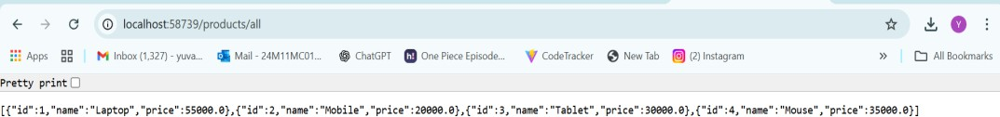 localhost:58739/products/all
Y
Apps
Inbox (1,327) - yuva...
Mail - 24M11MC01...
ChatGPT
h! One Piece Episode...
CodeTracker
New Tab
(2) Instagram
»
All Bookmarks
Pretty print
[{"id":1,"name":"Laptop","price":55000.0},{"id":2,"name":"Mobile","price":20000.0},{"id":3,"name":"Tablet","price":30000.0},{"id":4,"name":"Mouse","price":35000.0}]